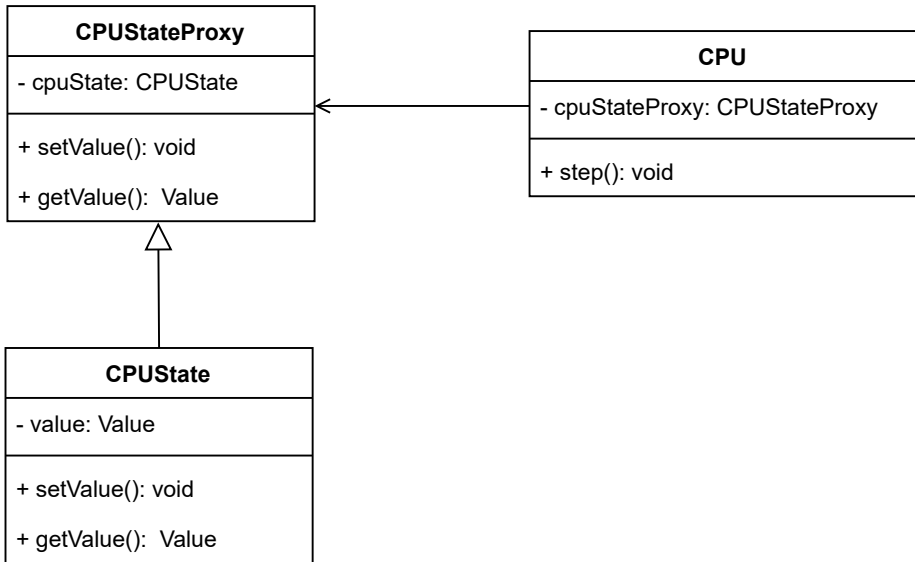 CPUStateProxy
- cpuState: CPUState
+ setValue(): void
+ getValue():  Value
CPU
- cpuStateProxy: CPUStateProxy
+ step(): void
CPUState
- value: Value
+ setValue(): void
+ getValue():  Value